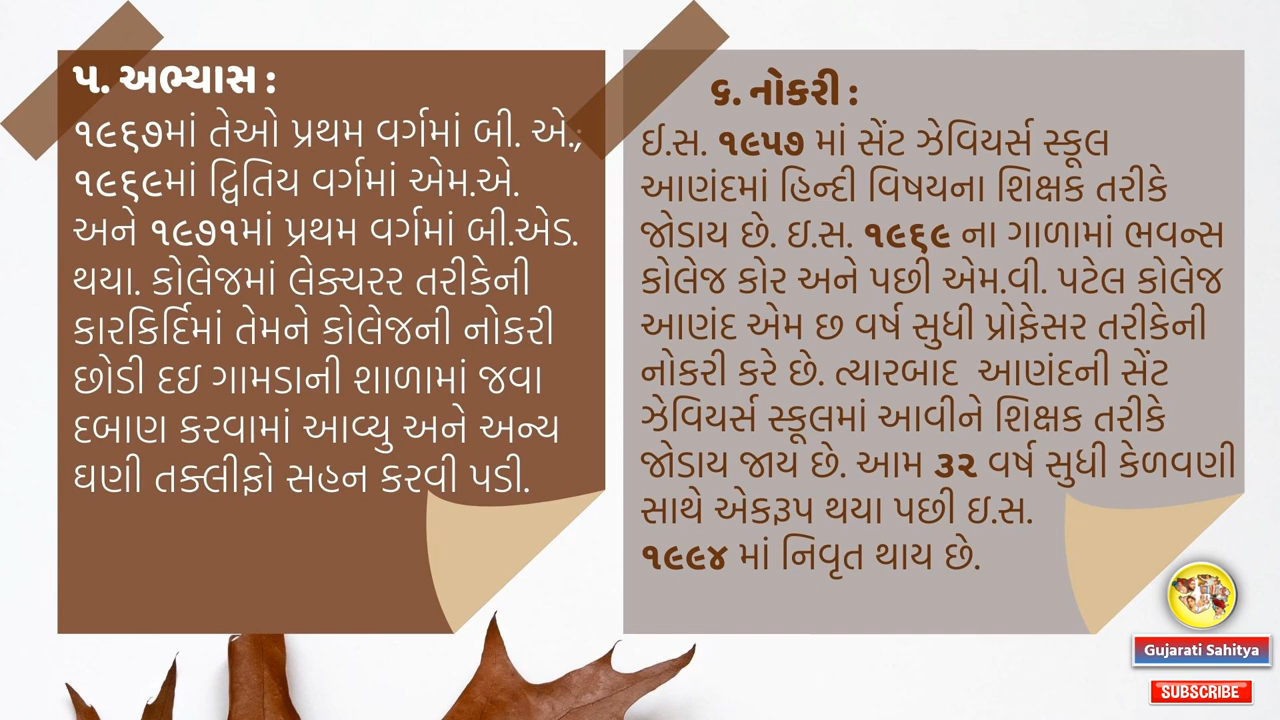 ૫. અભ્યાસ :
૧૯૬૭માં તેઓ પ્રથમ વર્ગમાં બી. એ.;
૧૯૬૯માં દ્વિતિય વર્ગમાં એમ.એ.
અને ૧૯૭૧માં પ્રથમ વર્ગમાં બી.એડ.
થયા. કોલેજમાં લેક્ચરર તરીકેની
કારકિર્દિમાં તેમને કોલેજની નોકરી
છોડી દઇ ગામડાની શાળામાં જવા
દબાણ કરવામાં આવ્યુ અને અન્ય
ઘણી તક્લીફો સહન કરવી પડી.
૬. નોકરી :
ઈ.સ. ૧૯૫૭ માં સેંટ ઝેવિયર્સ સ્કૂલ
આણંદમાં હિન્દી વિષયના શિક્ષક તરીકે
જોડાય છે. ઇ.સ. ૧૯૬૯ ના ગાળામાં ભવન્સ
કોલેજ કોર અને પછી એમ.વી. પટેલ કોલેજ
આણંદ એમ છ વર્ષ સુધી પ્રોફેસર તરીકેની
નોકરી કરે છે. ત્યારબાદ આણંદની સેંટ
ઝેવિયર્સ સ્કૂલમાં આવીને શિક્ષક તરીકે
જોડાય જાય છે. આમ ૩૨ વર્ષ સુધી કેળવણી
સાથે એકરૂપ થયા પછી ઇ.સ.
૧૯૯૪ માં નિવૃત થાય છે.
Gujarati Sahitya
SUBSCRIBE